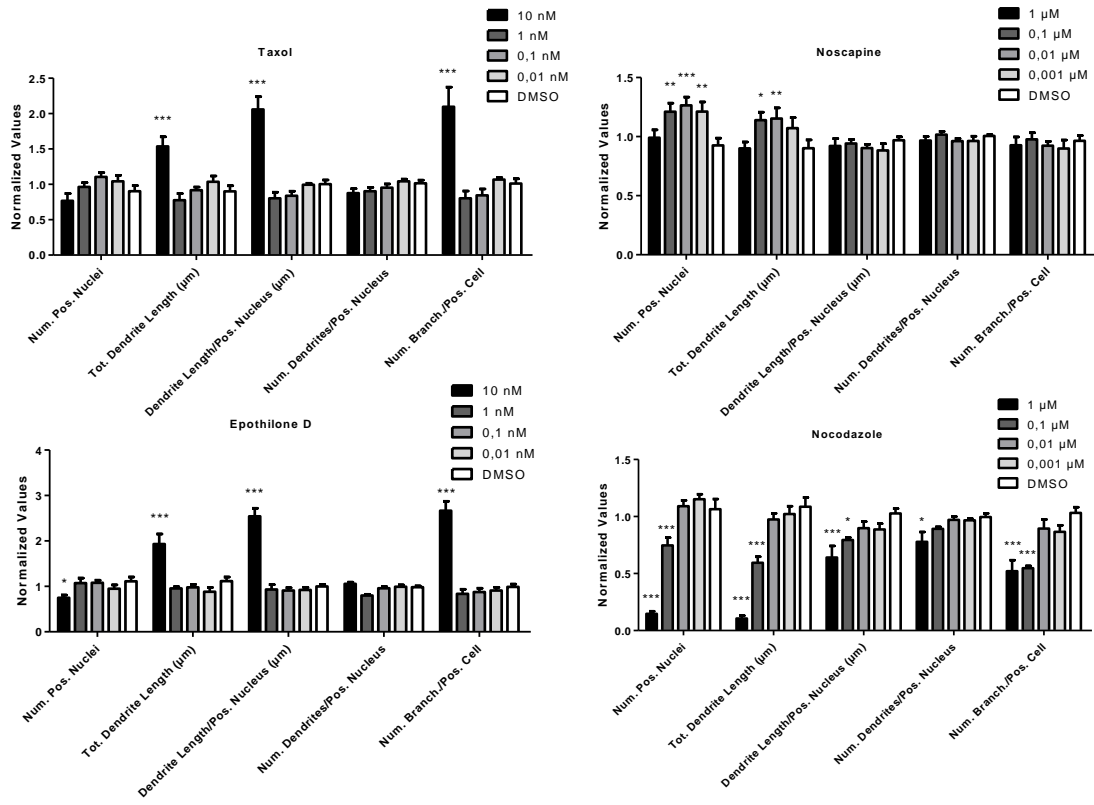 Taxol
10 nM
1 nM
0,1 nM
0,01 nM
DMSO
Normalized Values
2.5
2.0
1.5
1.0
0.5
0.0
***
***
***
Num. Pos. Nuclei
Tot. Dendrite Length (µm)
Dendrite Length/Pos. Nucleus (µm)
Num. Dendrites/Pos. Nucleus
Num. Branch./Pos. Cell
Noscapine
1 µM
0,1 µM
0,01 µM
0,001 µM
DMSO
Normalized Values
1.5
1.0
0.5
0.0
** *** **
* **
Num. Pos. Nuclei
Tot. Dendrite Length (µm)
Dendrite Length/Pos. Nucleus (µm)
Num. Dendrites/Pos. Nucleus
Num. Branch./Pos. Cell
Epothilone D
10 nM
1 nM
0,1 nM
0,01 nM
DMSO
Normalized Values
4
3
2
1
0
*
***
***
***
Num. Pos. Nuclei
Tot. Dendrite Length (µm)
Dendrite Length/Pos. Nucleus (µm)
Num. Dendrites/Pos. Nucleus
Num. Branch./Pos. Cell
Nocodazole
1 µM
0,1 µM
0,01 µM
0,001 µM
DMSO
Normalized Values
1.5
1.0
0.5
0.0
*** ***
*** ***
*** *
*
*** ***
Num. Pos. Nuclei
Tot. Dendrite Length (µm)
Dendrite Length/Pos. Nucleus (µm)
Num. Dendrites/Pos. Nucleus
Num. Branch./Pos. Cell